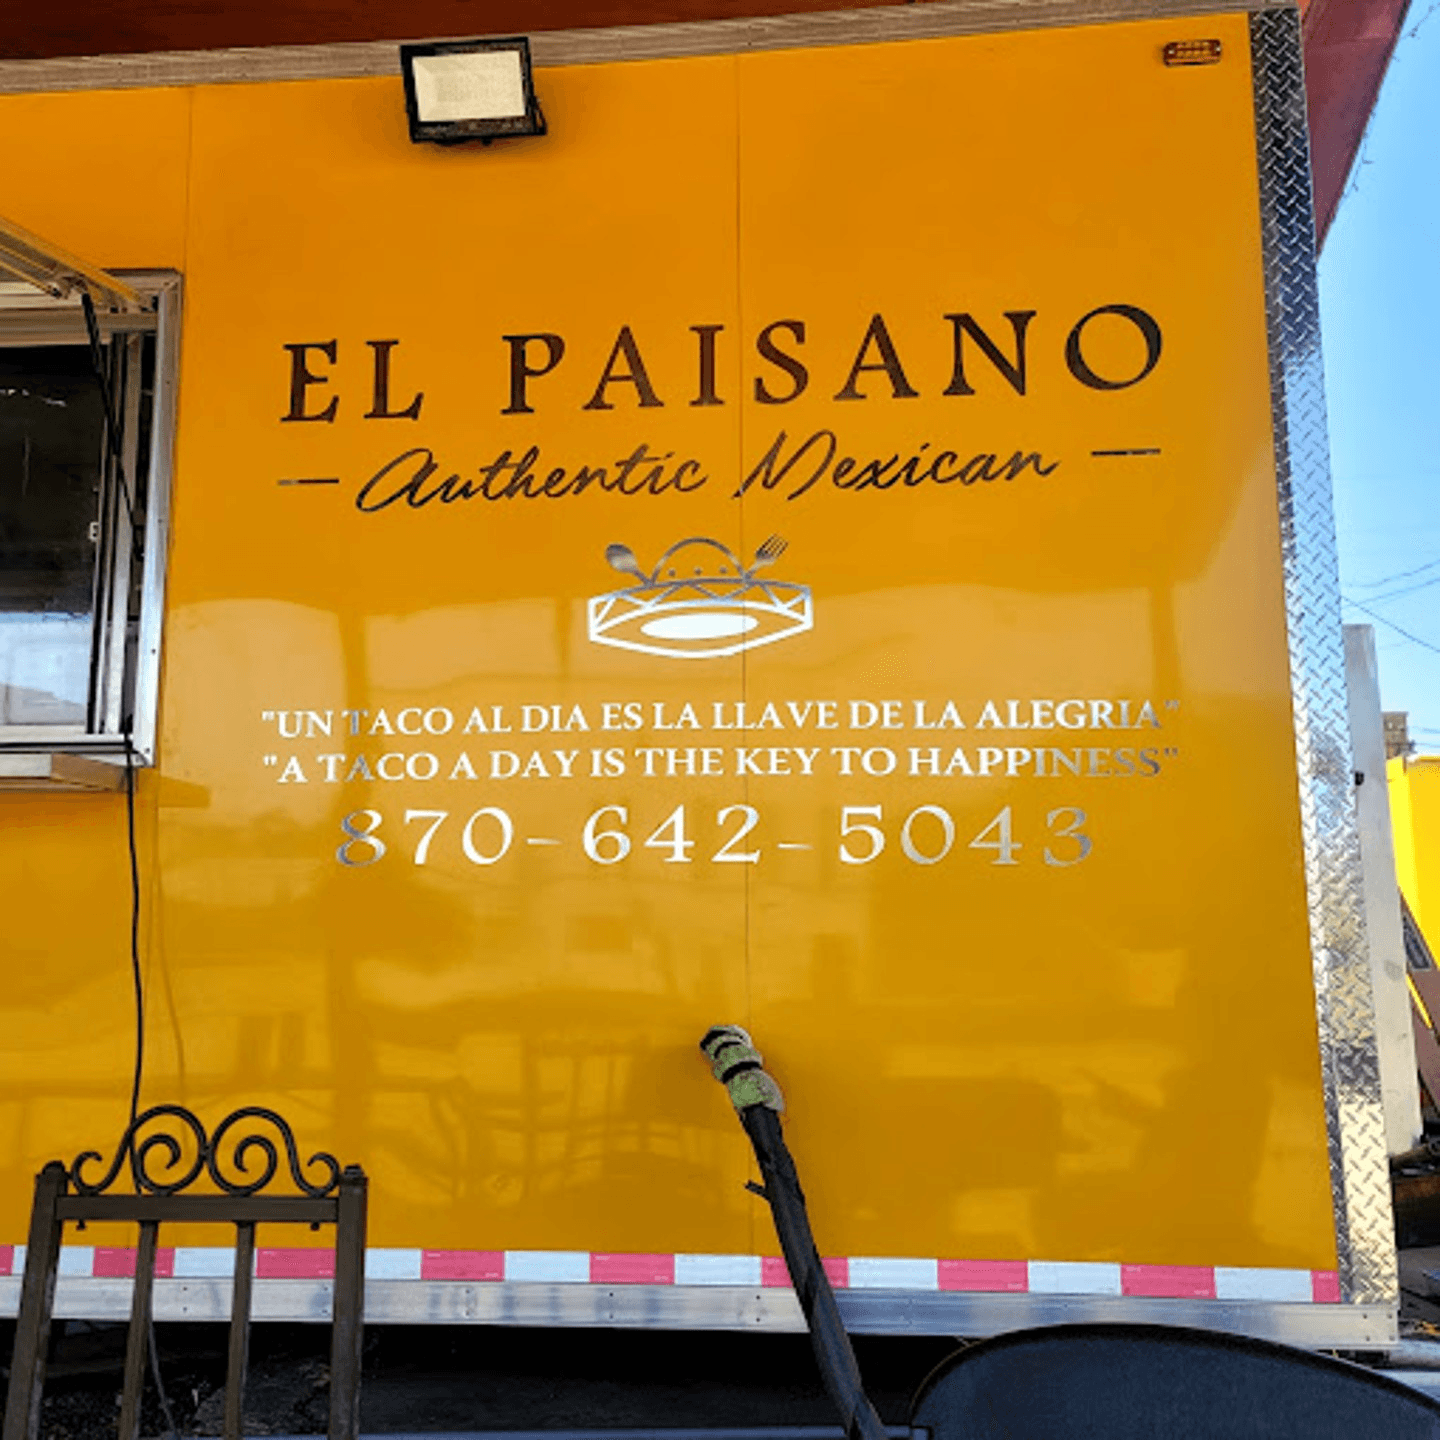 EL PAISANO
- Authentic Mexican -
"UN TACO AL DIA ES LA LLAVE DE LA ALEGRIA"
"A TACO A DAY IS THE KEY TO HAPPINESS"
870-642-5043